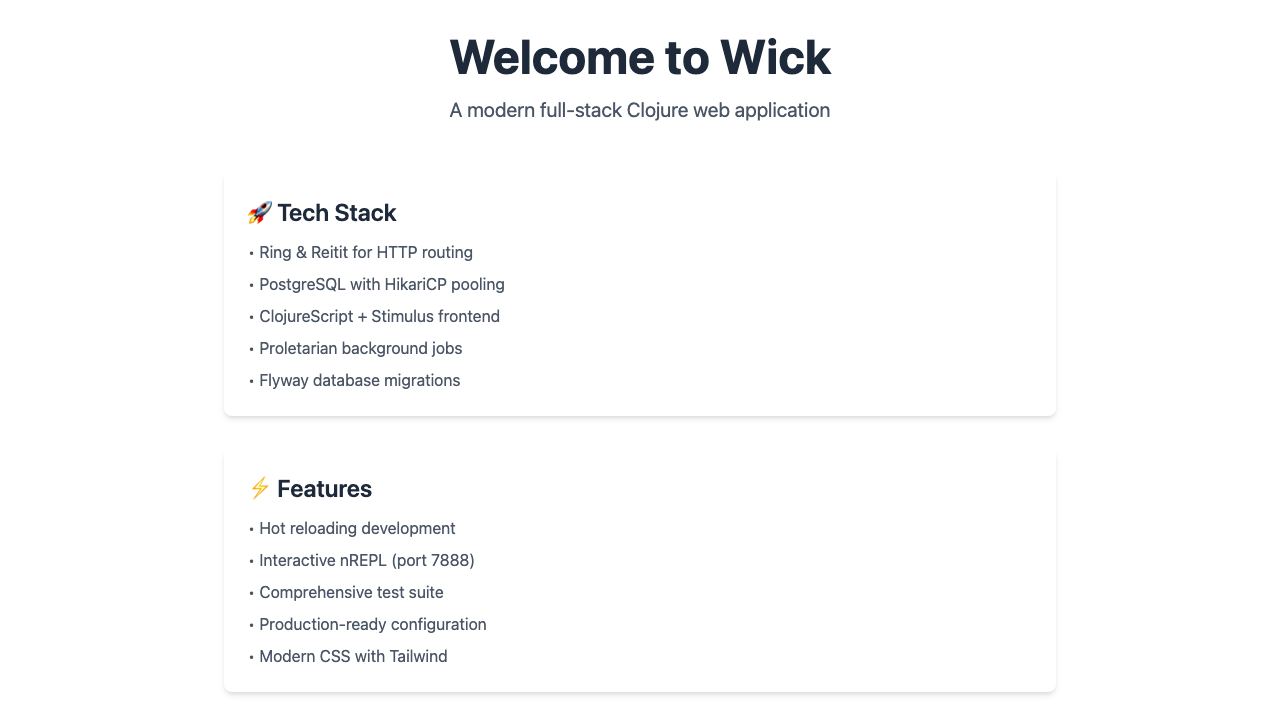 Welcome to Wick
A modern full-stack Clojure web application
🚀 Tech Stack
• Ring & Reitit for HTTP routing
• PostgreSQL with HikariCP pooling
• ClojureScript + Stimulus frontend
• Proletarian background jobs
• Flyway database migrations
⚡ Features
• Hot reloading development
• Interactive nREPL (port 7888)
• Comprehensive test suite
• Production-ready configuration
• Modern CSS with Tailwind